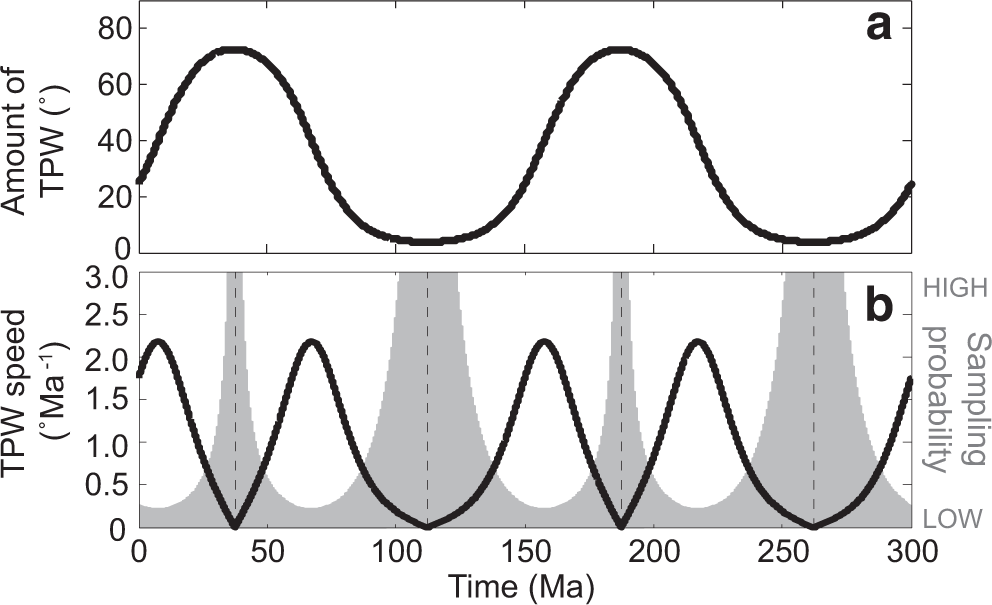 a
80
60
40
20
0
Amount of
TPW (°)
b
3.0
2.5
2.0
1.5
1.0
0.5
0
TPW speed
(°Ma-1)
HIGH
Sampling
probability
LOW
0 50 100 150 200 250 300
Time (Ma)